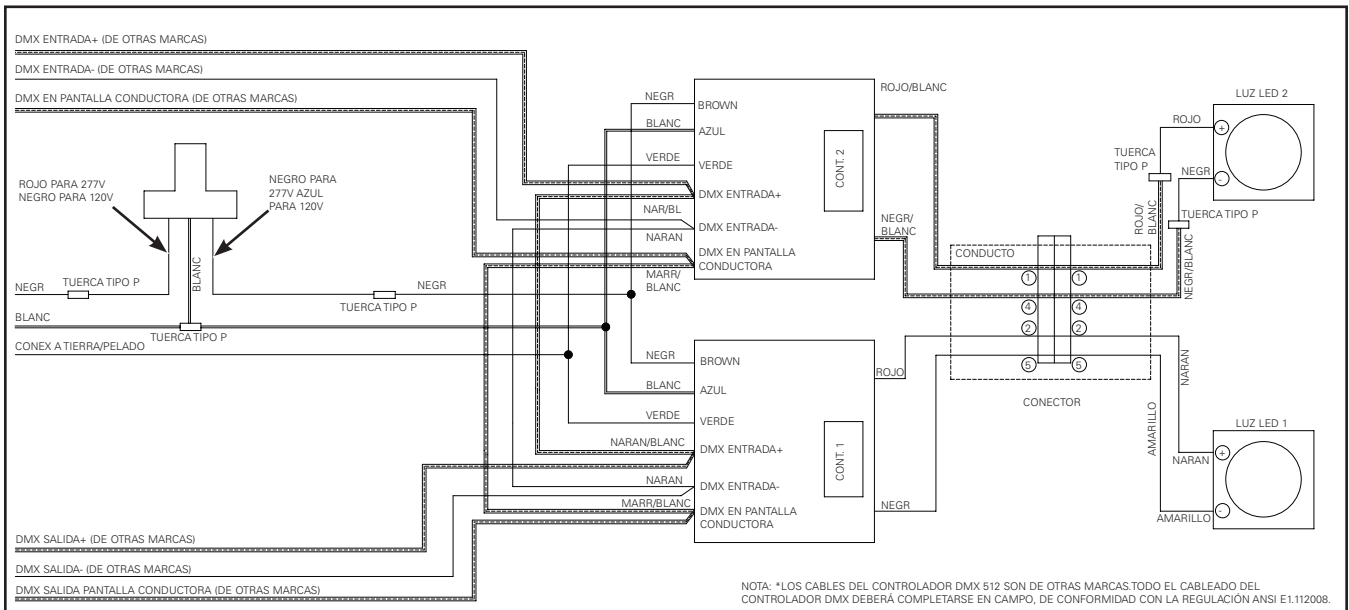 DMX ENTRADA+ (DE OTRAS MARCAS)
DMX ENTRADA- (DE OTRAS MARCAS)
DMX EN PANTALLA CONDUCTORA (DE OTRAS MARCAS)
ROJO PARA 277V
NEGRO PARA 120V
NEGRO PARA
277V AZUL
PARA 120V
BLANC
NEGR
TUERCA TIPO P
TUERCA TIPO P
NEGR
BLANC
TUERCA TIPO P
CONEX A TIERRA/PELADO
DMX SALIDA+ (DE OTRAS MARCAS)
DMX SALIDA- (DE OTRAS MARCAS)
DMX SALIDA PANTALLA CONDUCTORA (DE OTRAS MARCAS)
NEGR
BLANC
VERDE
NAR/BL
NARAN
MARR/
BLANC
BROWN
AZUL
VERDE
DMX ENTRADA+
DMX ENTRADA-
DMX EN PANTALLA
CONDUCTORA
CONT. 2
ROJO/BLANC
NEGR/
BLANC
NEGR
BLANC
VERDE
NARAN/BLANC
NARAN
MARR/BLANC
BROWN
AZUL
VERDE
DMX ENTRADA+
DMX ENTRADA-
DMX EN PANTALLA
CONDUCTORA
CONT. 1
ROJO
NEGR
CONDUCTO
1 1
4 4
2 2
5 5
CONECTOR
LUZ LED 2
ROJO
+
TUERCA
TIPO P
NEGR
-
TUERCA TIPO P
ROJO/
BLANC
NEGR/BLANC
NARAN
AMARILLO
LUZ LED 1
+
NARAN
-
AMARILLO
NOTA: *LOS CABLES DEL CONTROLADOR DMX 512 SON DE OTRAS MARCAS.TODO EL CABLEADO DEL
CONTROLADOR DMX DEBERÁ COMPLETARSE EN CAMPO, DE CONFORMIDAD CON LA REGULACIÓN ANSI E1.112008.